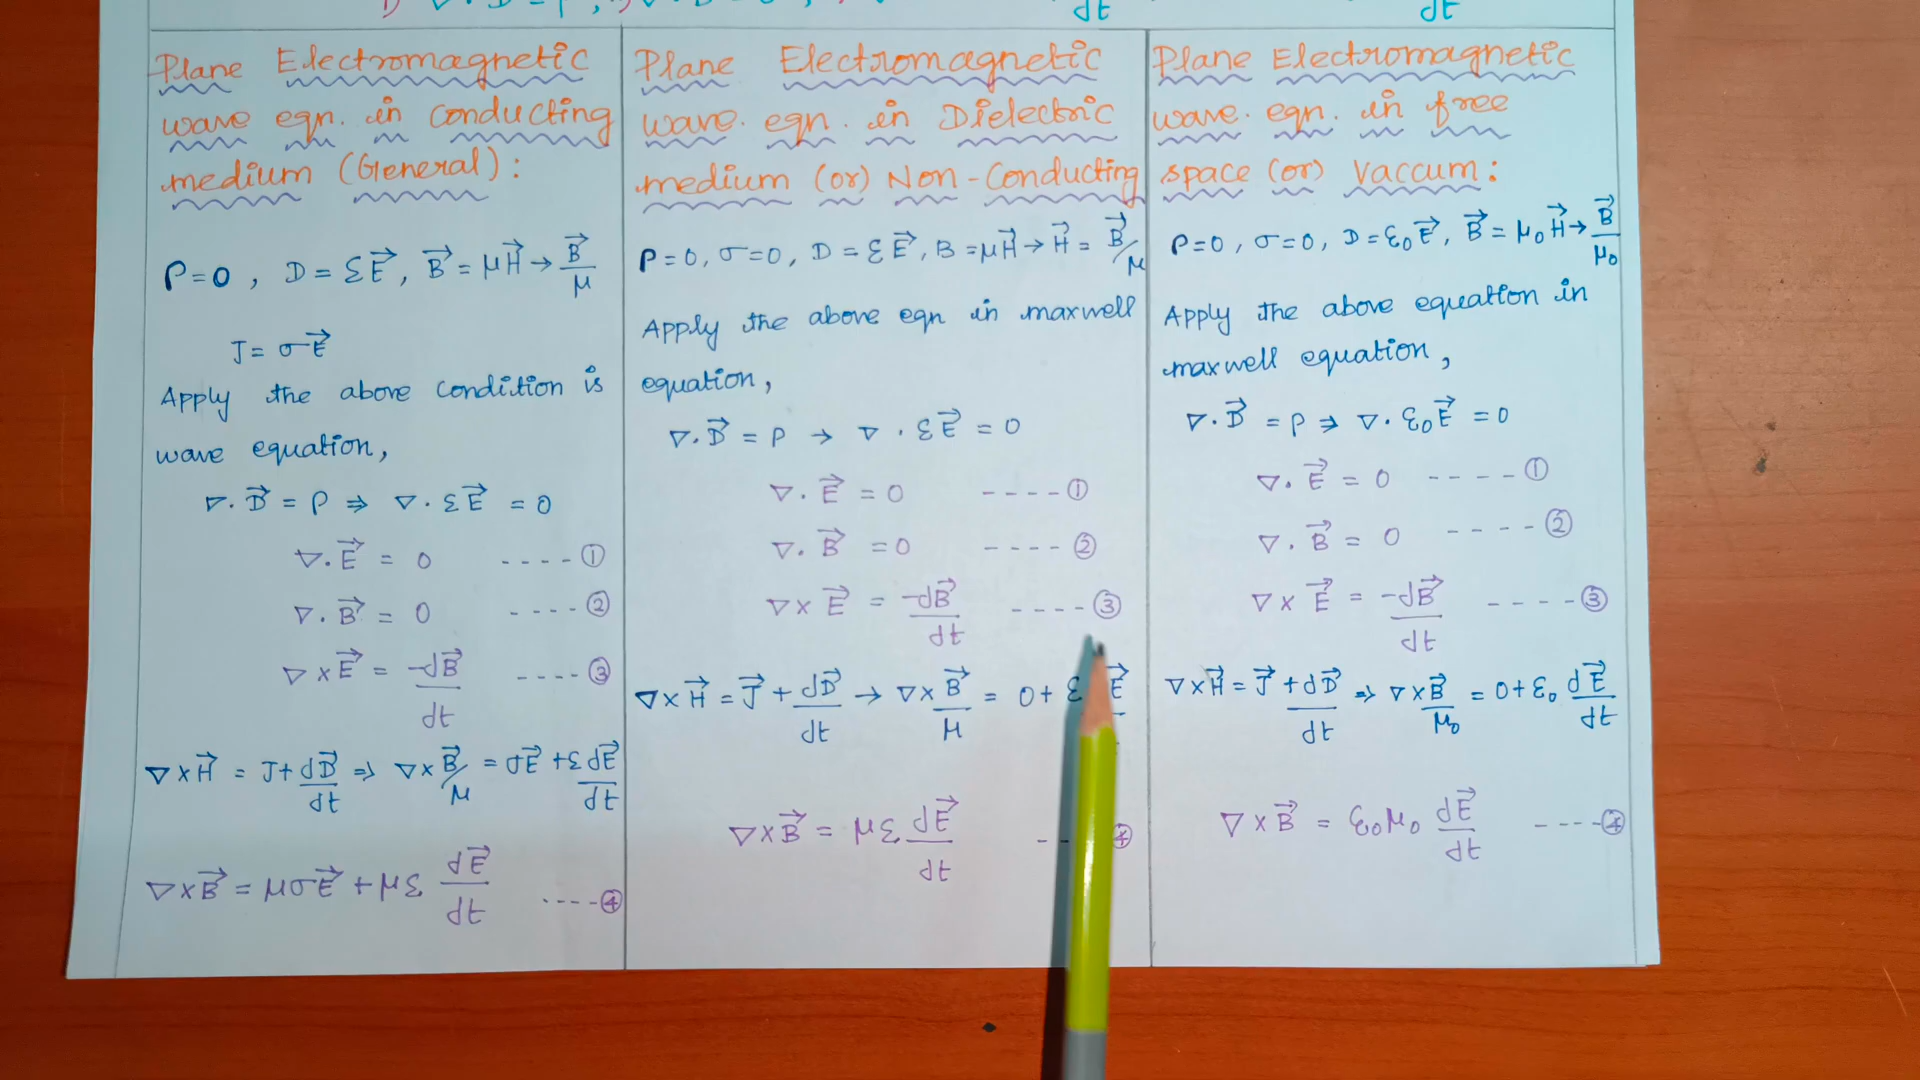 dt
dt
Plane Electromagnetic
wave eqn. in Conducting
medium (General):
ρ=0 , D = εE⃗, B⃗ = μH⃗ → B⃗/μ
J = σE⃗
Apply the above condition is
wave equation,
∇. D⃗ = ρ ⇒ ∇. εE⃗ = 0
∇. E⃗ = 0 ----①
∇. B⃗ = 0 ----②
∇×E⃗ = -dB⃗/dt ----③
∇×H⃗ = J+dD⃗/dt ⇒ ∇×B⃗/μ = σE⃗ +εdE⃗/dt
∇×B⃗ = μσE⃗ + με dE⃗/dt ----④
Plane Electromagnetic
wave. eqn. in Dielectric
medium (or) Non-Conducting
ρ=0, σ=0, D = εE⃗, B =μH⃗ → H⃗ = B⃗/μ
Apply the above eqn in maxwell
equation,
∇. D⃗ = ρ → ∇ . εE⃗ = 0
∇. E⃗ = 0 ----①
∇. B⃗ =0 ----②
∇× E⃗ = -dB⃗/dt ----③
∇×H⃗ = J⃗ + dD⃗/dt → ∇×B⃗/μ = 0+ ε E⃗
∇×B⃗ = με dE⃗/dt -- ④
Plane Electromagnetic
wave. eqn. in free
space (or) Vaccum:
ρ=0, σ=0, D=ε₀E⃗, B⃗ = μ₀H⃗ → B⃗/μ₀
Apply the above equation in
maxwell equation,
∇. B⃗ = ρ ⇒ ∇. ε₀E⃗ = 0
∇. E⃗ = 0 ----①
∇. B⃗ = 0 ----②
∇× E⃗ = -dB⃗/dt ----③
∇×H⃗ = J⃗ + dD⃗/dt ⇒ ∇×B⃗/μ₀ = 0+ε₀ dE⃗/dt
∇×B⃗ = ε₀μ₀ dE⃗/dt ----④